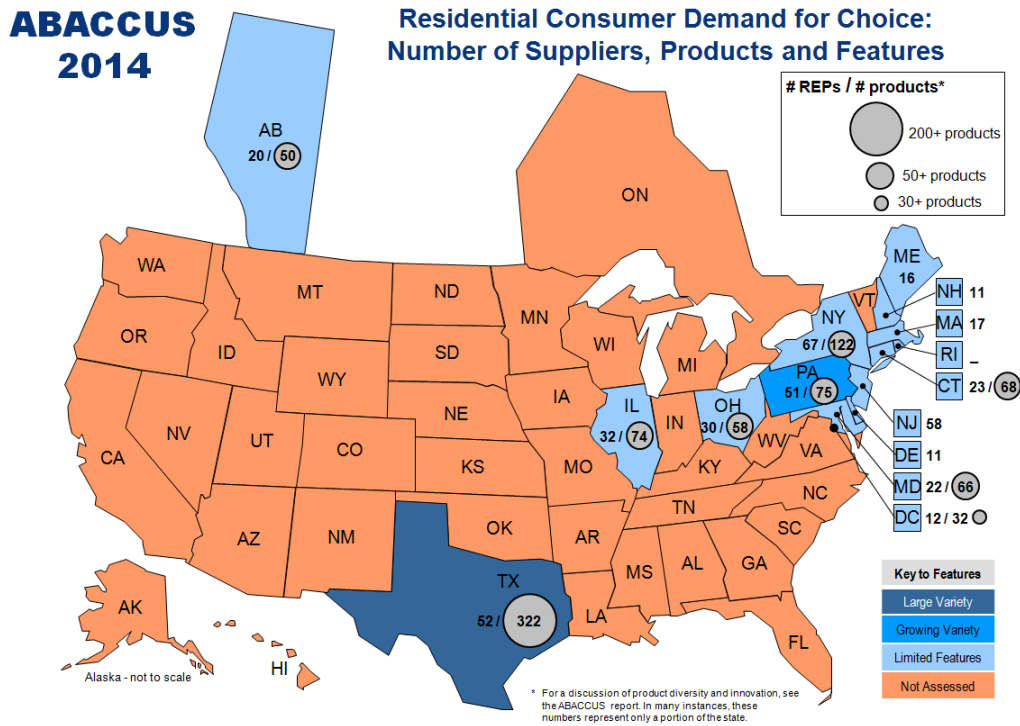 ABACCUS
2014
Residential Consumer Demand for Choice:
Number of Suppliers, Products and Features
# REPs / # products*
200+ products
50+ products
30+ products
AB
20 / 50
ON
WA
MT
ND
MN
OR
ID
SD
WI
MI
WY
IA
NE
NV
UT
CO
CA
KS
MO
IL
32 / 74
IN
OH
30 / 58
KY
WV
VA
NC
TN
SC
AZ
NM
OK
AR
MS
AL
GA
LA
FL
TX
52 / 322
NY
67 / 122
PA
51 / 75
VT
ME
16
NH 11
MA 17
RI –
CT 23 / 68
NJ 58
DE 11
MD 22 / 66
DC 12 / 32
AK
HI
Alaska - not to scale
Key to Features
Large Variety
Growing Variety
Limited Features
Not Assessed
* For a discussion of product diversity and innovation, see
the ABACCUS report. In many instances, these
numbers represent only a portion of the state.